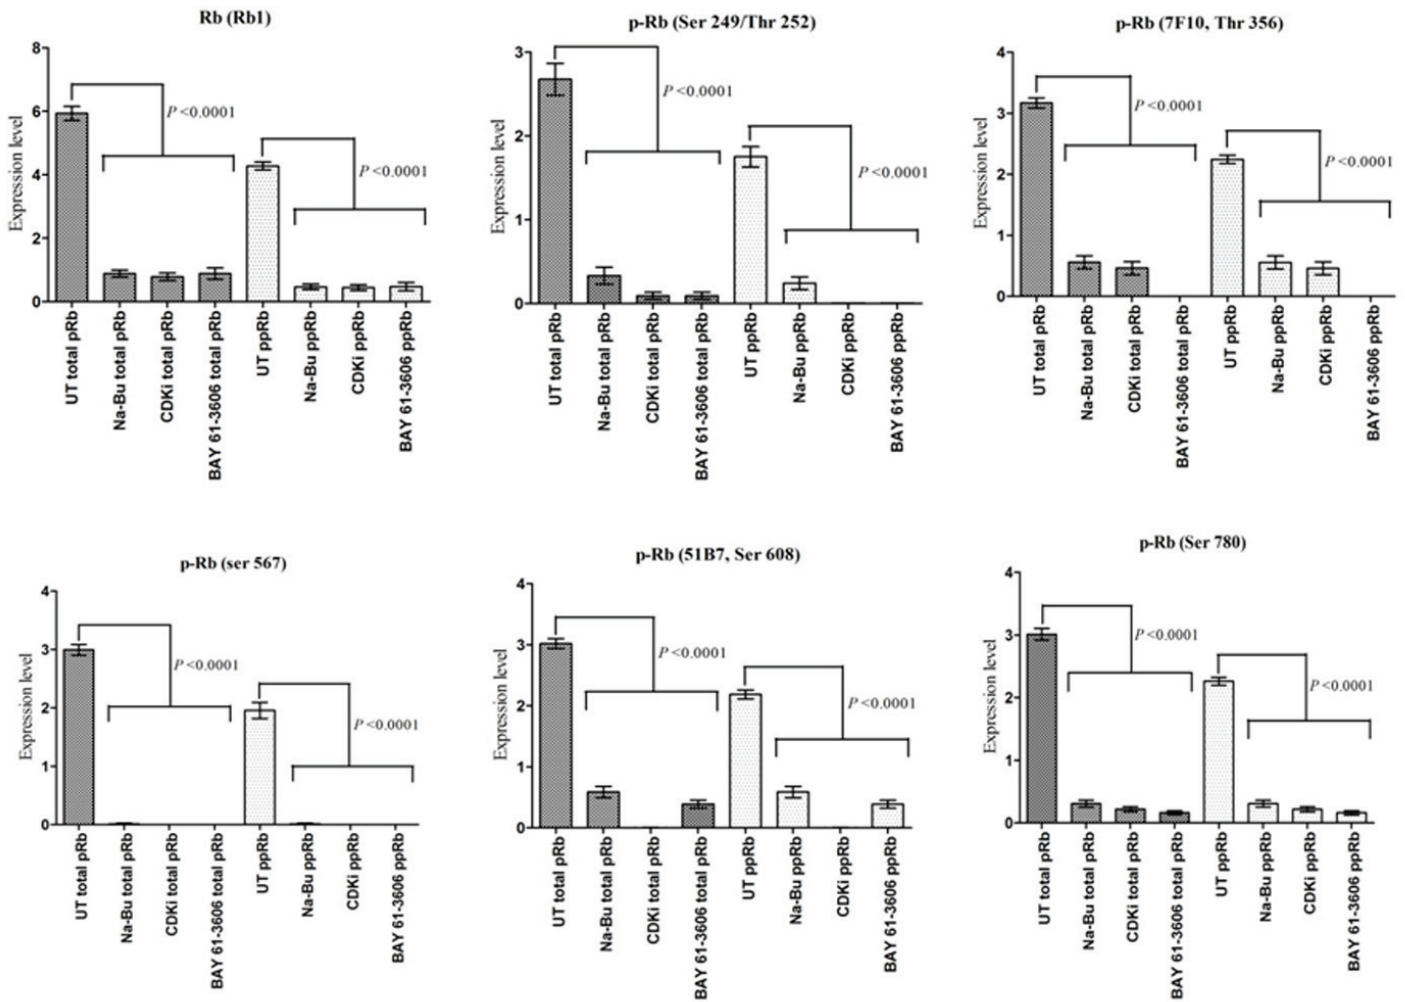 Rb (Rb1)
Expression level
8
6
4
2
0
P <0.0001
P <0.0001
UT total pRb
Na-Bu total pRb
CDKi total pRb
BAY 61-3606 total pRb
UT ppRb
Na-Bu ppRb
CDKi ppRb
BAY 61-3606 ppRb
p-Rb (Ser 249/Thr 252)
Expression level
3
2
1
0
P <0.0001
P <0.0001
UT total pRb
Na-Bu total pRb
CDKi total pRb
BAY 61-3606 total pRb
UT ppRb
Na-Bu ppRb
CDKi ppRb
BAY 61-3606 ppRb
p-Rb (7F10, Thr 356)
Expression level
4
3
2
1
0
P <0.0001
P <0.0001
UT total pRb
Na-Bu total pRb
CDKi total pRb
BAY 61-3606 total pRb
UT ppRb
Na-Bu ppRb
CDKi ppRb
BAY 61-3606 ppRb
p-Rb (ser 567)
Expression level
4
3
2
1
0
P <0.0001
P <0.0001
UT total pRb
Na-Bu total pRb
CDKi total pRb
BAY 61-3606 total pRb
UT ppRb
Na-Bu ppRb
CDKi ppRb
BAY 61-3606 ppRb
p-Rb (51B7, Ser 608)
Expression level
4
3
2
1
0
P <0.0001
P <0.0001
UT total pRb
Na-Bu total pRb
CDKi total pRb
BAY 61-3606 total pRb
UT ppRb
Na-Bu ppRb
CDKi ppRb
BAY 61-3606 ppRb
p-Rb (Ser 780)
Expression level
4
3
2
1
0
P <0.0001
P <0.0001
UT total pRb
Na-Bu total pRb
CDKi total pRb
BAY 61-3606 total pRb
UT ppRb
Na-Bu ppRb
CDKi ppRb
BAY 61-3606 ppRb